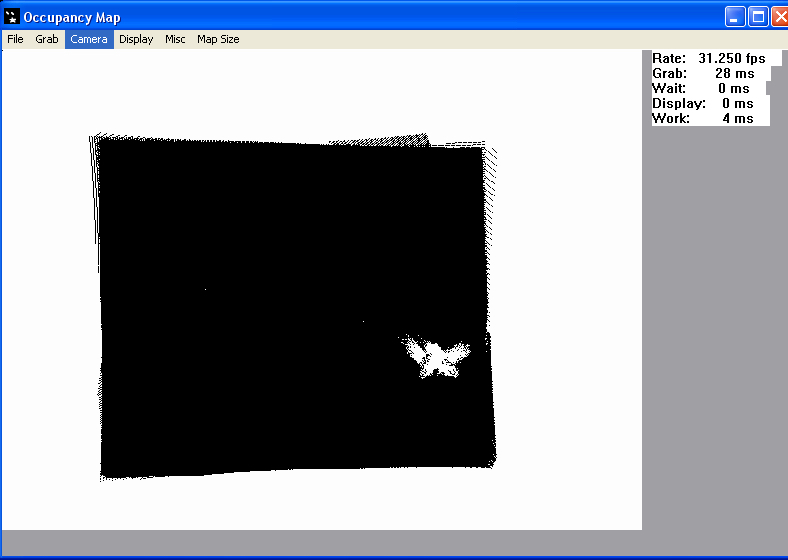 Occupancy Map
File Grab Camera Display Misc Map Size
Rate: 31.250 fps
Grab: 28 ms
Wait: 0 ms
Display: 0 ms
Work: 4 ms